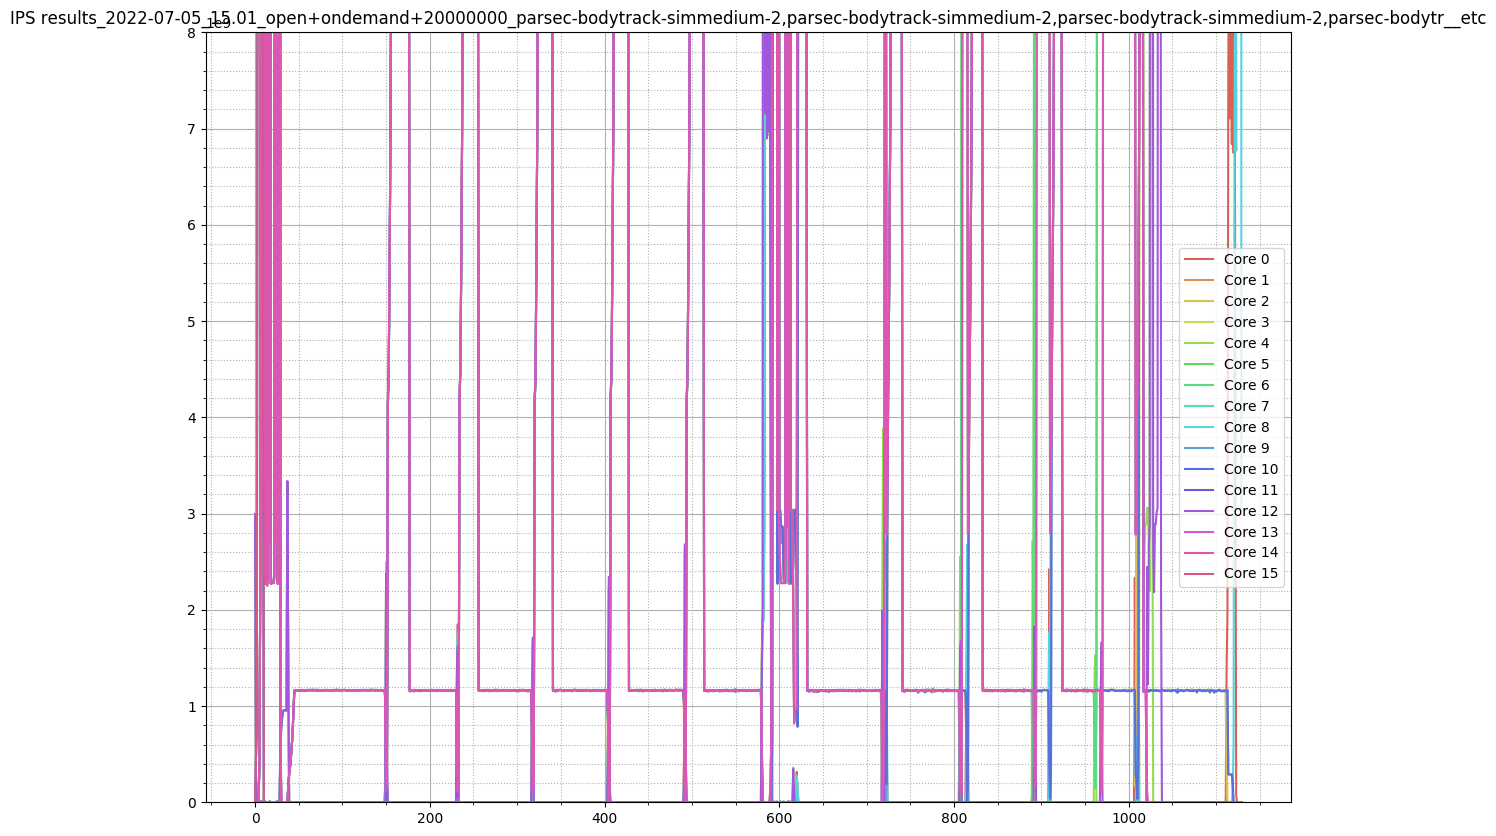 IPS results_2022-07-05_15.01_open+ondemand+20000000_parsec-bodytrack-simmedium-2,parsec-bodytrack-simmedium-2,parsec-bodytrack-simmedium-2,parsec-bodytr__etc
1e9
8
7
6
5
4
3
2
1
0
0 200 400 600 800 1000
Core 0
Core 1
Core 2
Core 3
Core 4
Core 5
Core 6
Core 7
Core 8
Core 9
Core 10
Core 11
Core 12
Core 13
Core 14
Core 15